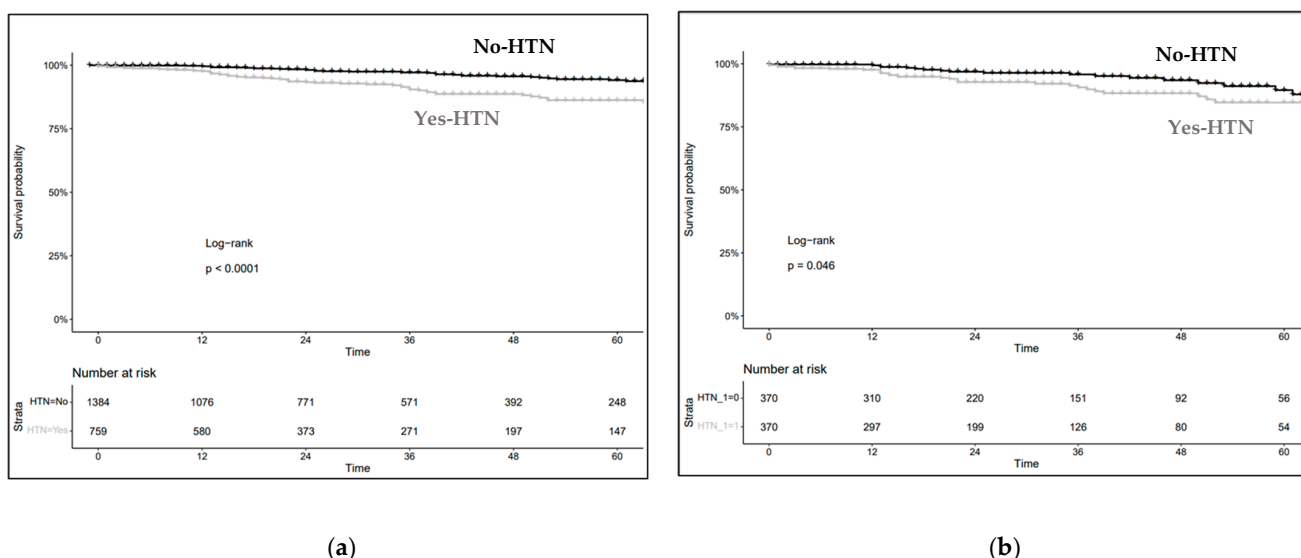 No-HTN
100%
Yes-HTN
75%
Survival probability
50%
Log-rank
25%
p < 0.0001
0%
0 12 24 36 48 60
Time
Number at risk
Strata
HTN=No 1384 1076 771 571 392 248
HTN=Yes 759 580 373 271 197 147
0 12 24 36 48 60
Time
(a)
No-HTN
100%
Yes-HTN
75%
Survival probability
50%
Log-rank
25%
p = 0.046
0%
0 12 24 36 48 60
Time
Number at risk
Strata
HTN_1=0 370 310 220 151 92 56
HTN_1=1 370 297 199 126 80 54
0 12 24 36 48 60
Time
(b)